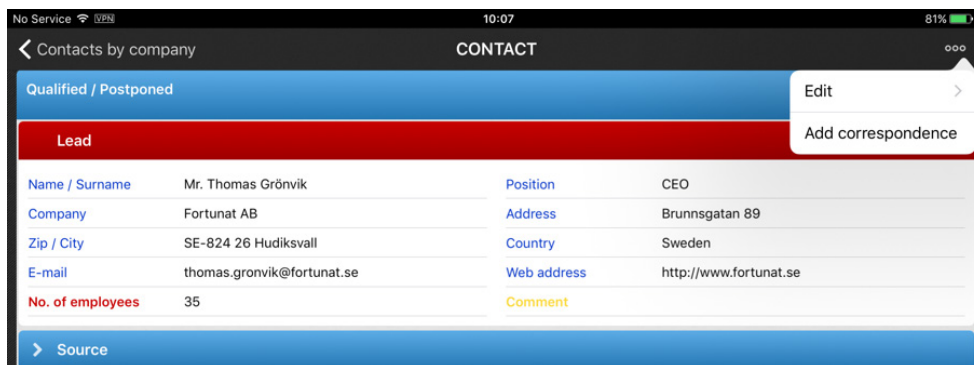 No Service VPN 10:07 81%
Contacts by company CONTACT
Qualified / Postponed
Edit
Add correspondence
Lead
Name / Surname Mr. Thomas Grönvik Position CEO
Company Fortunat AB Address Brunnsgatan 89
Zip / City SE-824 26 Hudiksvall Country Sweden
E-mail thomas.gronvik@fortunat.se Web address http://www.fortunat.se
No. of employees 35 Comment
Source